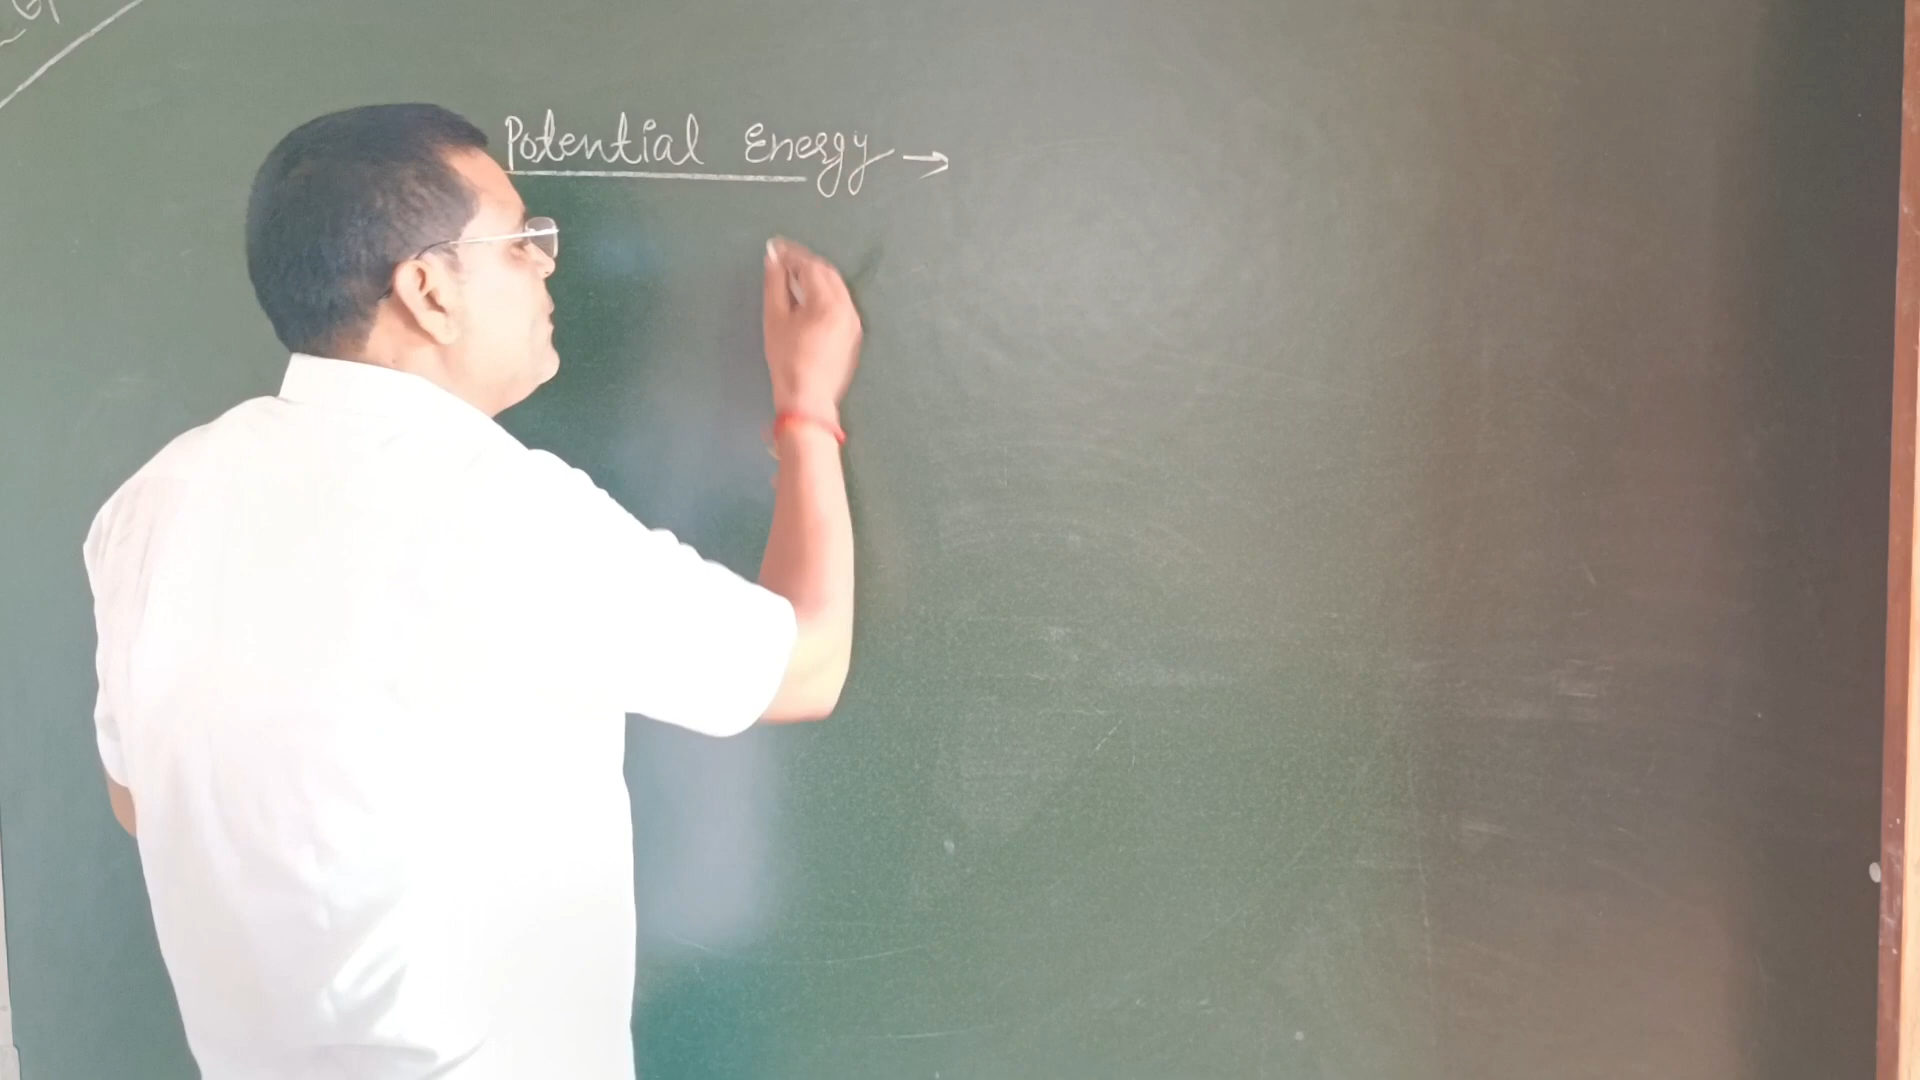 Potential Energy →